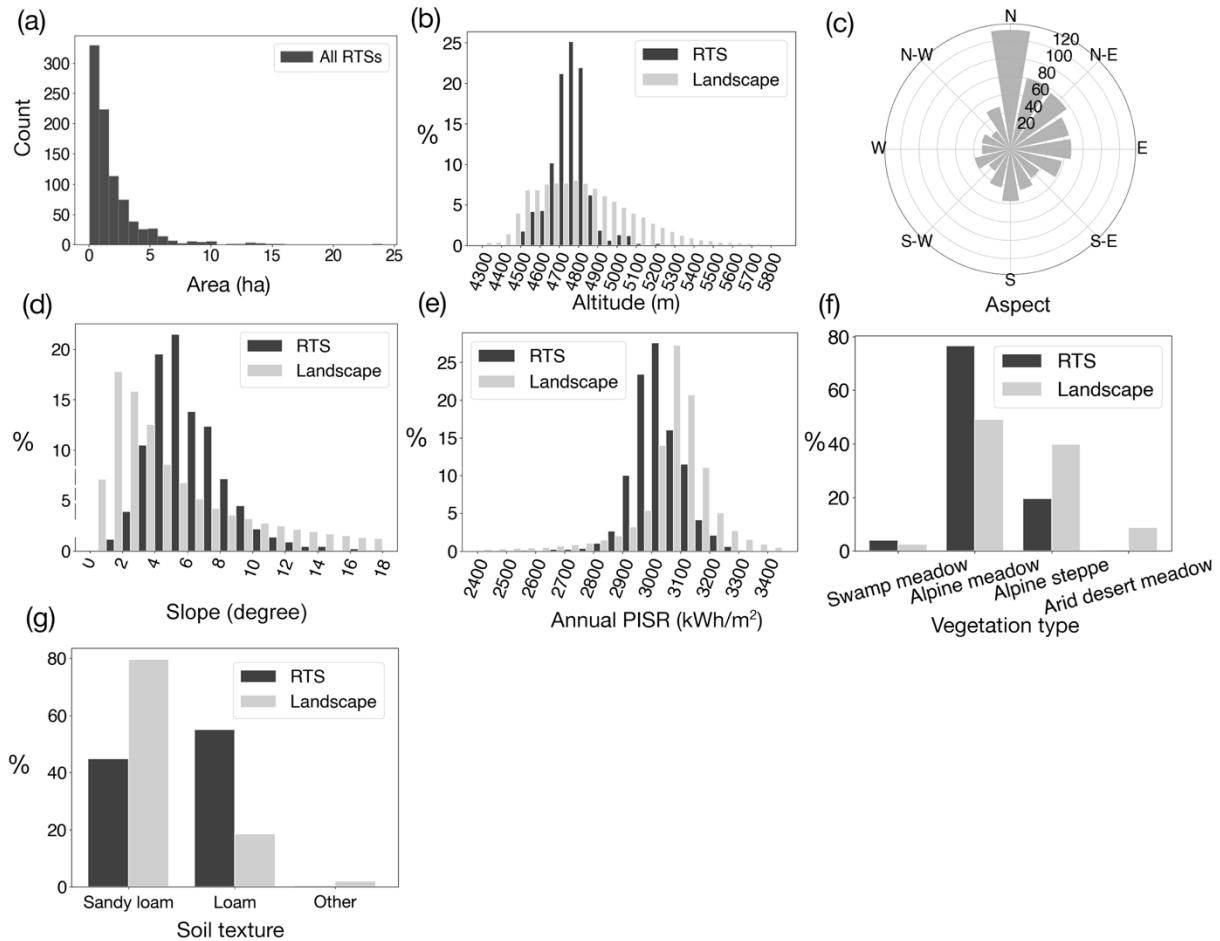 (a)
All RTSs
300
250
200
150
100
50
0
Count
0 5 10 15 20 25
Area (ha)
(b)
RTS
Landscape
25
20
15
10
5
0
%
4300 4400 4500 4600 4700 4800 4900 5000 5100 5200 5300 5400 5500 5600 5700 5800
Altitude (m)
(c)
N
N-E
E
S-E
S
S-W
W
N-W
120
100
80
60
40
20
Aspect
(d)
RTS
Landscape
20
15
10
5
0
%
0 2 4 6 8 10 12 14 16 18
Slope (degree)
(e)
RTS
Landscape
25
20
15
10
5
0
%
2400 2500 2600 2700 2800 2900 3000 3100 3200 3300 3400
Annual PISR (kWh/m²)
(f)
RTS
Landscape
80
60
40
20
0
%
Swamp meadow
Alpine meadow
Alpine steppe
Arid desert meadow
Vegetation type
(g)
RTS
Landscape
80
60
40
20
0
%
Sandy loam Loam Other
Soil texture